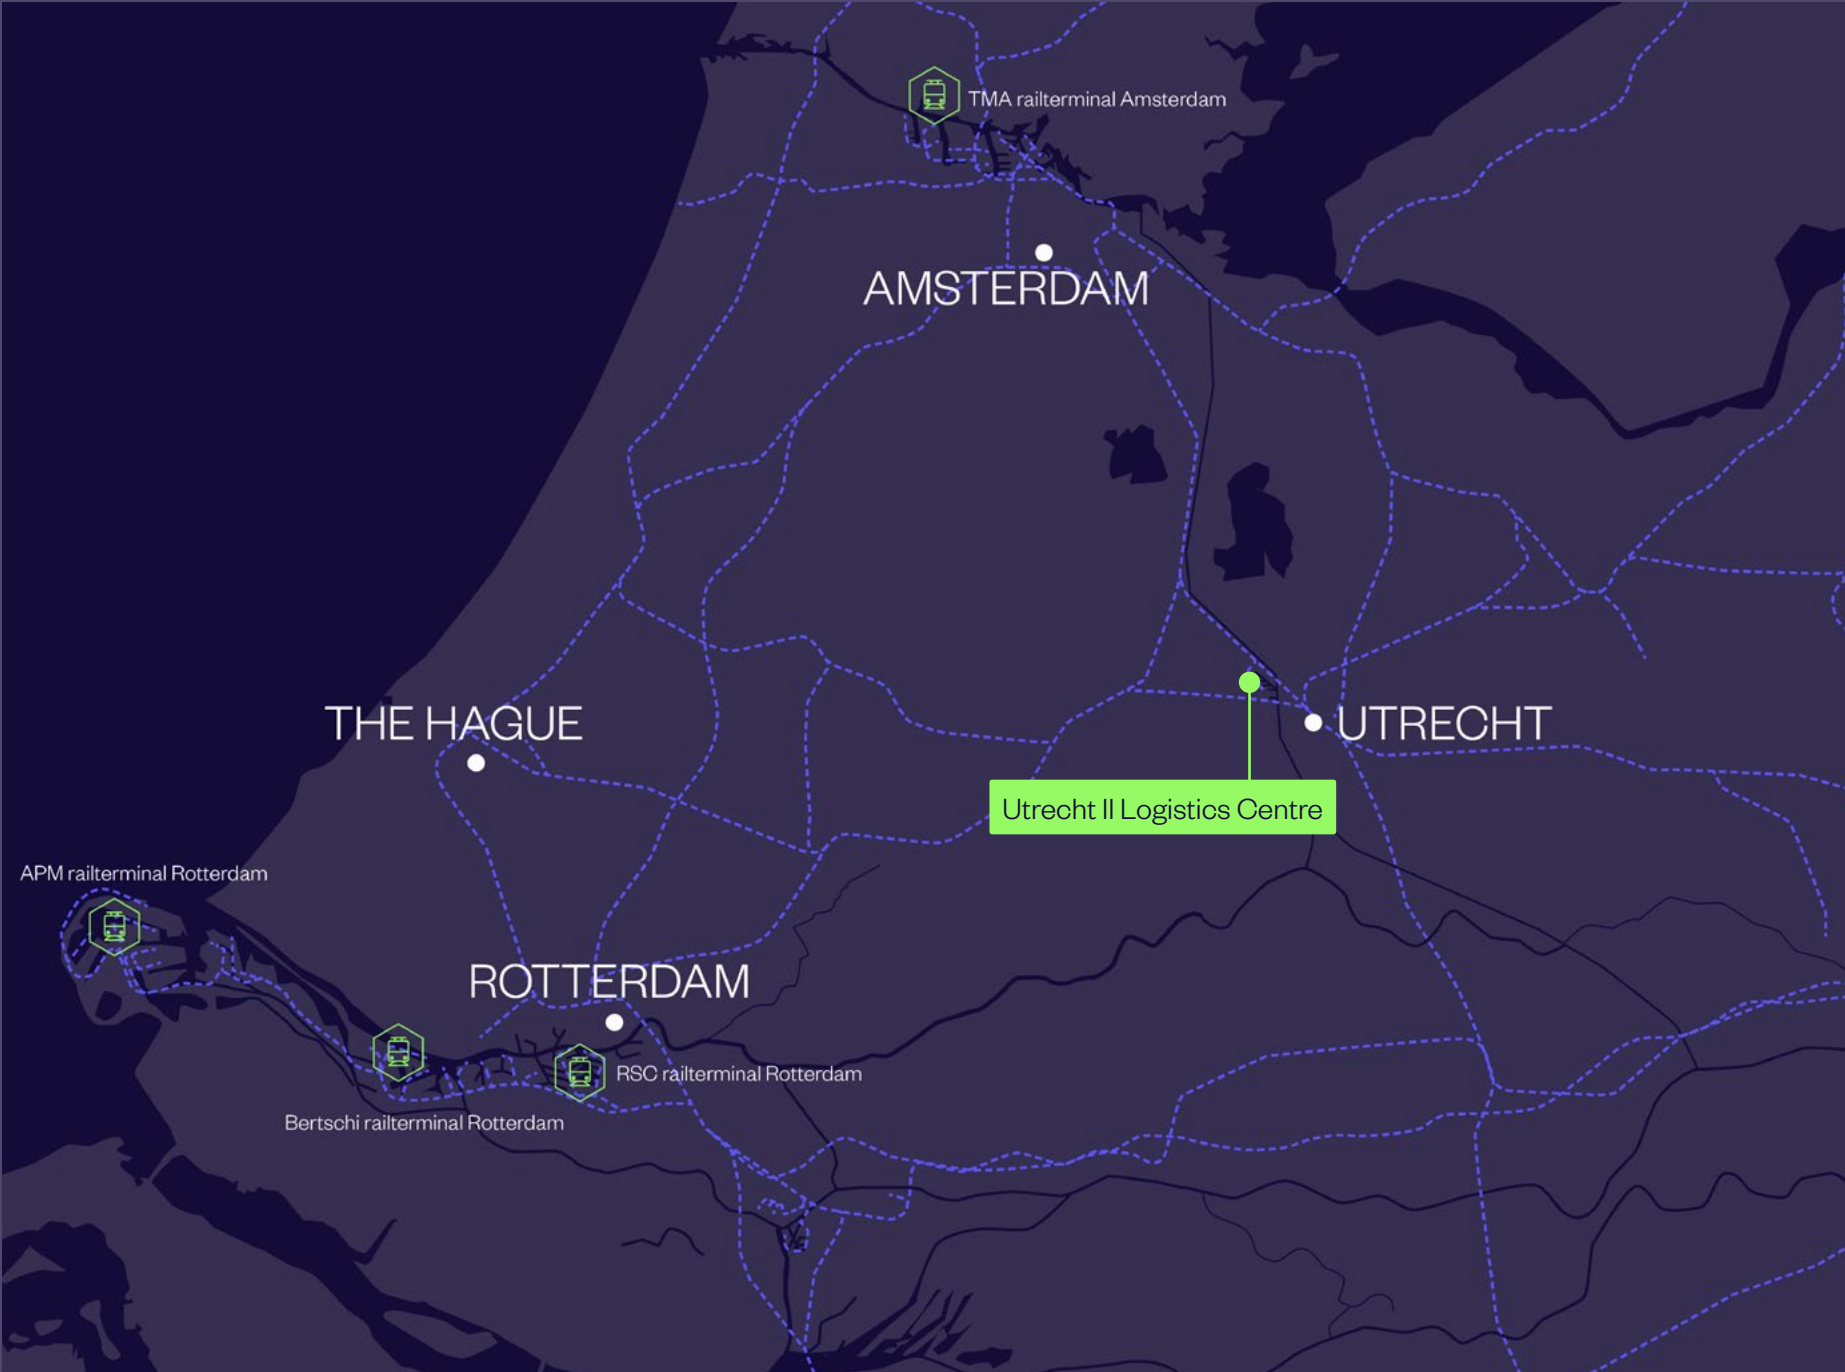 TMA railterminal Amsterdam
AMSTERDAM
THE HAGUE
UTRECHT
Utrecht II Logistics Centre
APM railterminal Rotterdam
ROTTERDAM
RSC railterminal Rotterdam
Bertschi railterminal Rotterdam